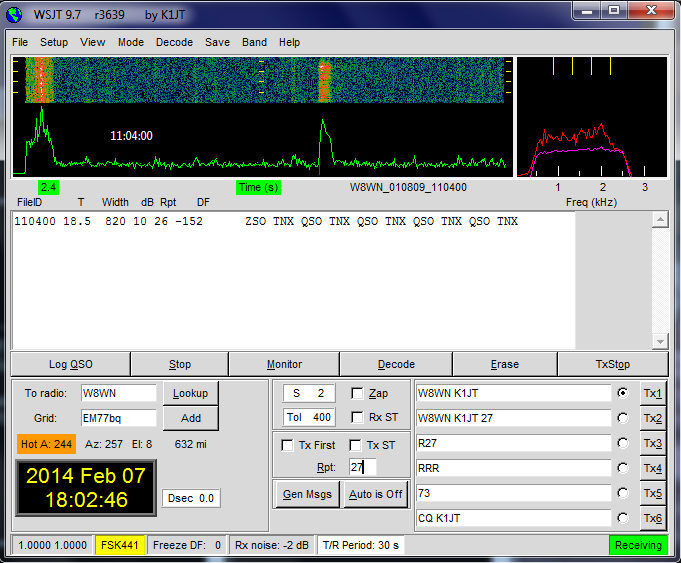 WSJT 9.7 r3639 by K1JT
File Setup View Mode Decode Save Band Help
11:04:00
2.4 Time (s) W8WN_010809_110400 1 2 3
Freq (kHz)
FileID T Width dB Rpt DF
110400 18.5 820 10 26 -152 ZSO TNX QSO TNX QSO TNX QSO TNX QSO TNX
Log QSO Stop Monitor Decode Erase TxStop
To radio: W8WN Lookup
Grid: EM77bq Add
Hot A: 244 Az: 257 El: 8 632 mi
2014 Feb 07
18:02:46
Dsec 0.0
S 2 Zap
Tol 400 Rx ST
Tx First Tx ST
Rpt: 27
Gen Msgs Auto is Off
W8WN K1JT Tx1
W8WN K1JT 27 Tx2
R27 Tx3
RRR Tx4
73 Tx5
CQ K1JT Tx6
1.0000 1.0000 FSK441 Freeze DF: 0 Rx noise: -2 dB T/R Period: 30 s Receiving